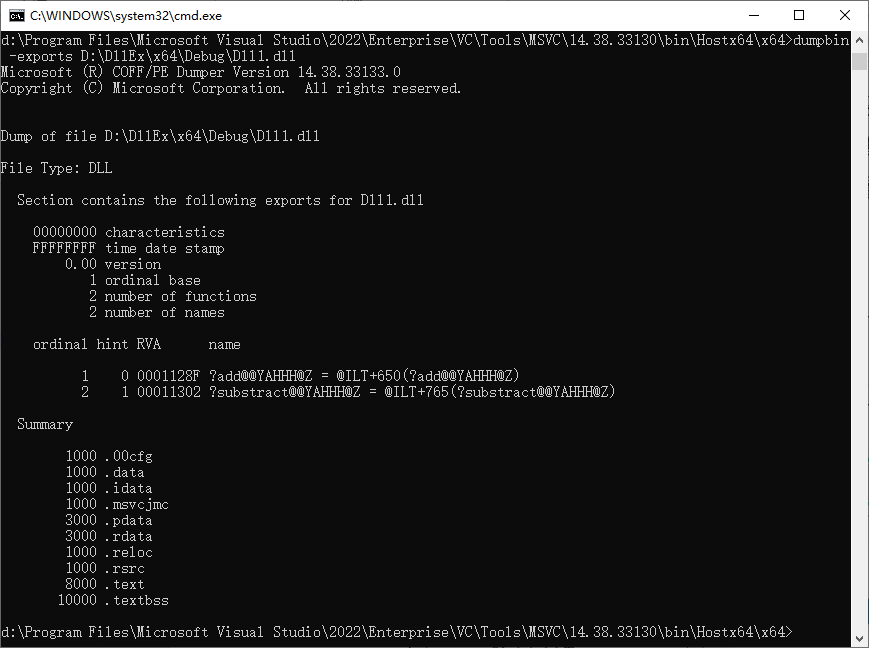 C:\WINDOWS\system32\cmd.exe
d:\Program Files\Microsoft Visual Studio\2022\Enterprise\VC\Tools\MSVC\14.38.33130\bin\Hostx64\x64>dumpbin
 -exports D:\DllEx\x64\Debug\Dll1.dll
Microsoft (R) COFF/PE Dumper Version 14.38.33133.0
Copyright (C) Microsoft Corporation.  All rights reserved.
Dump of file D:\DllEx\x64\Debug\Dll1.dll
File Type: DLL
  Section contains the following exports for Dll1.dll
    00000000 characteristics
    FFFFFFFF time date stamp
        0.00 version
           1 ordinal base
           2 number of functions
           2 number of names
    ordinal hint RVA      name
          1    0 0001128F ?add@@YAHHH@Z = @ILT+650(?add@@YAHHH@Z)
          2    1 00011302 ?substract@@YAHHH@Z = @ILT+765(?substract@@YAHHH@Z)
  Summary
        1000 .00cfg
        1000 .data
        1000 .idata
        1000 .msvcjmc
        3000 .pdata
        3000 .rdata
        1000 .reloc
        1000 .rsrc
        8000 .text
       10000 .textbss
d:\Program Files\Microsoft Visual Studio\2022\Enterprise\VC\Tools\MSVC\14.38.33130\bin\Hostx64\x64>